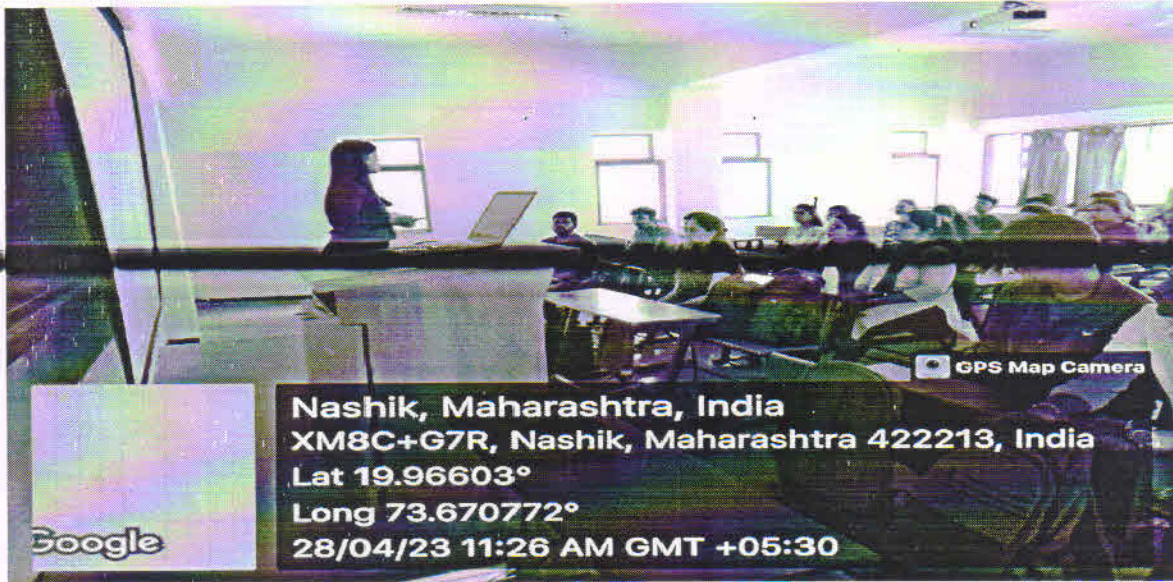 GPS Map Camera
Nashik, Maharashtra, India
XM8C+G7R, Nashik, Maharashtra 422213, India
Lat 19.96603°
Long 73.670772°
28/04/23 11:26 AM GMT +05:30
Google